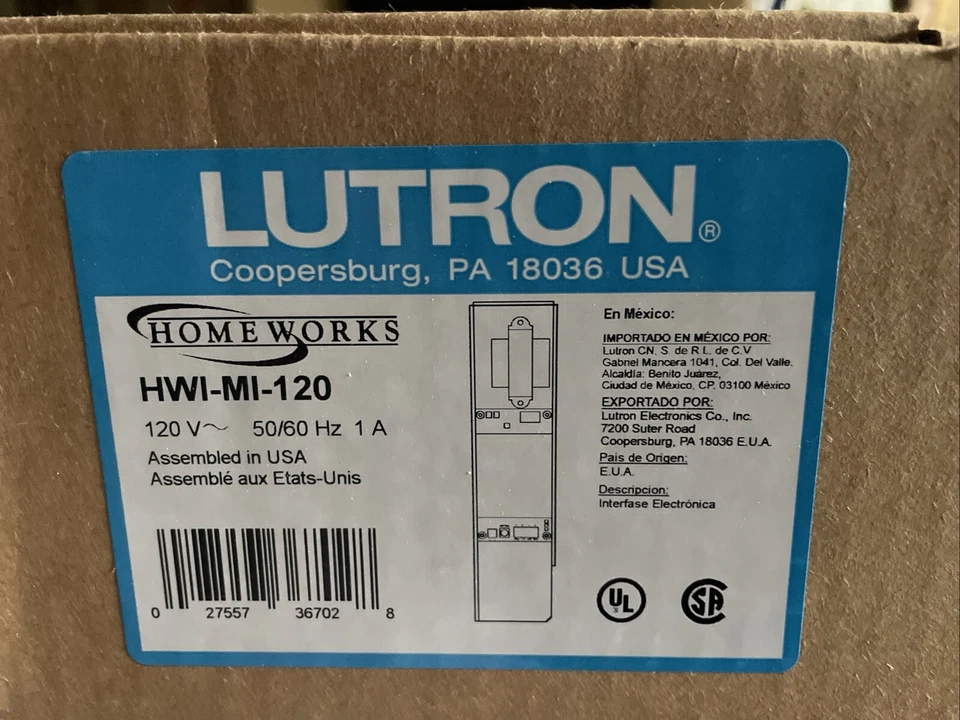 LUTRON®
Coopersburg, PA 18036 USA
HOMEWORKS
HWI-MI-120
120 V~ 50/60 Hz 1 A
Assembled in USA
Assemblé aux Etats-Unis
0 27557 36702 8
En México:
IMPORTADO EN MÉXICO POR:
Lutron CN. S. de R.L. de C.V
Gabriel Mancera 1041, Col. Del Valle,
Alcaldía: Benito Juárez,
Ciudad de México, CP. 03100 México
EXPORTADO POR:
Lutron Electronics Co., Inc.
7200 Suter Road
Coopersburg, PA 18036 E.U.A.
Pais de Origen:
E.U.A.
Descripcion:
Interfase Electrónica
UL
SA